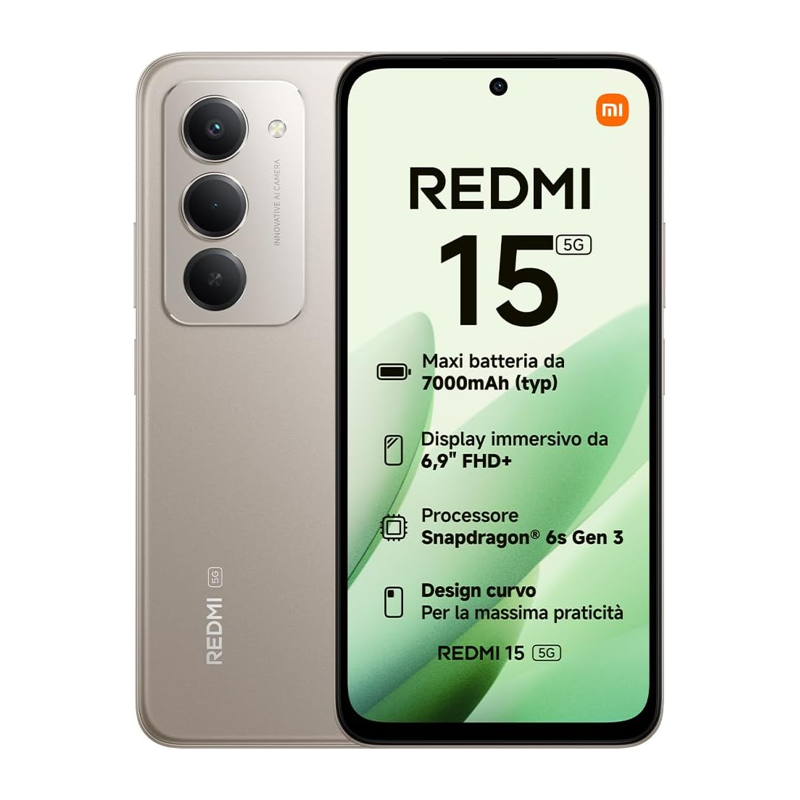 INNOVATIVE AI CAMERA
REDMI 5G
mi
REDMI
15 5G
Maxi batteria da
7000mAh (typ)
Display immersivo da
6,9" FHD+
Processore
Snapdragon® 6s Gen 3
Design curvo
Per la massima praticità
REDMI 15 5G